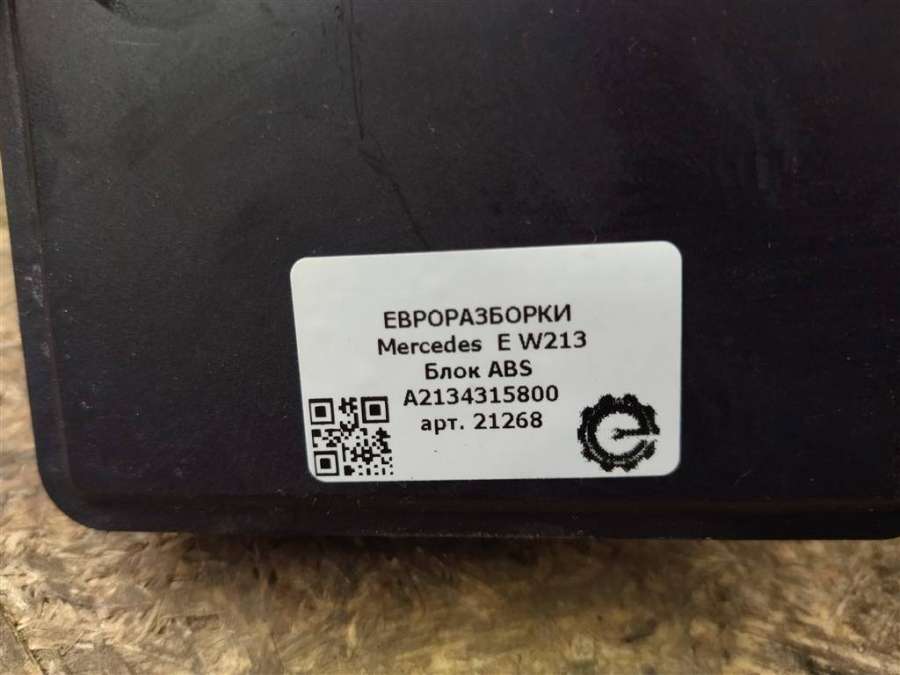 ЕВРОРАЗБОРКИ
Mercedes E W213
Блок ABS
A2134315800
арт. 21268